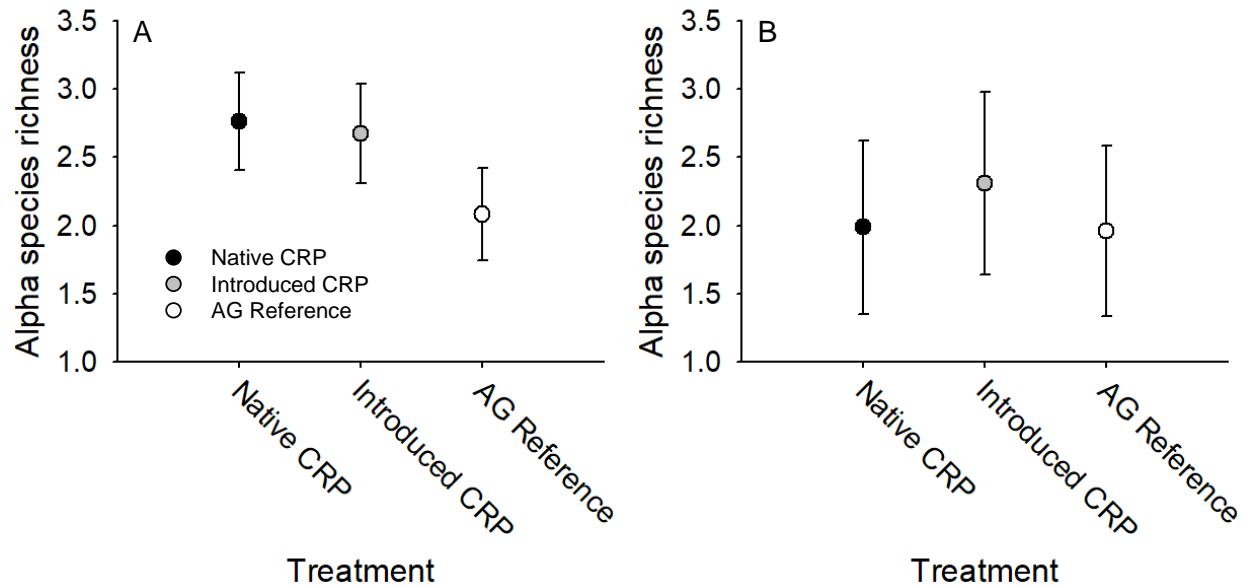 A
Alpha species richness
3.5
3.0
2.5
2.0
1.5
1.0
Native CRP
Introduced CRP
AG Reference
Native CRP
Introduced CRP
AG Reference
Treatment
B
Alpha species richness
3.5
3.0
2.5
2.0
1.5
1.0
Native CRP
Introduced CRP
AG Reference
Treatment